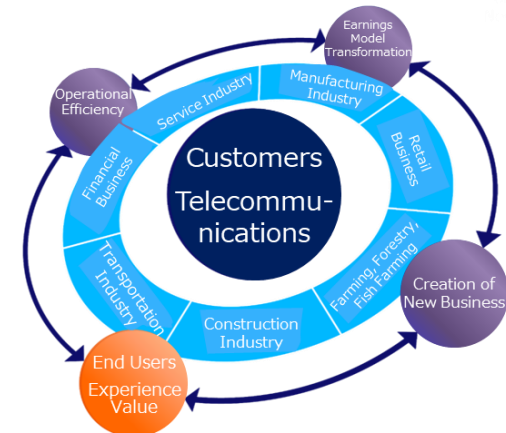 Earnings
Model
Transformation
Operational
Efficiency
Service Industry
Manufacturing
Industry
Financial
Business
Retail
Business
Customers
Telecommu-
nications
Transportation
Industry
Construction
Industry
Farming, Forestry,
Fish Farming
Creation of
New Business
End Users
Experience
Value